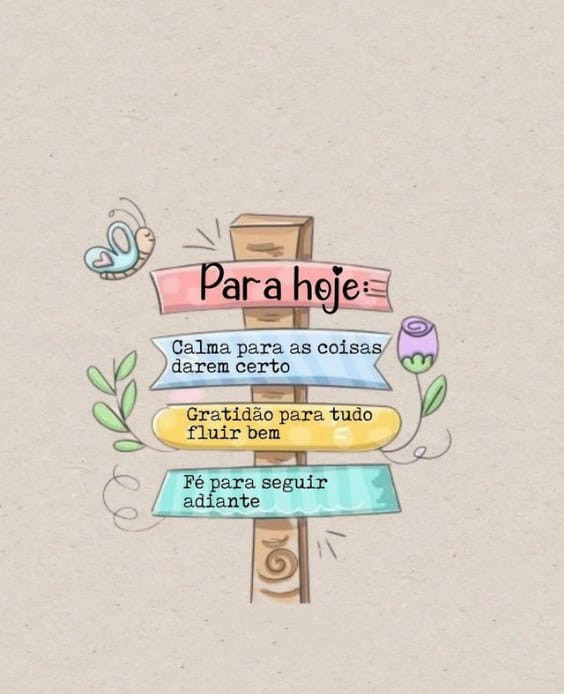 Para hoje:
Calma para as coisas
darem certo
Gratidão para tudo
fluir bem
Fé para seguir
adiante